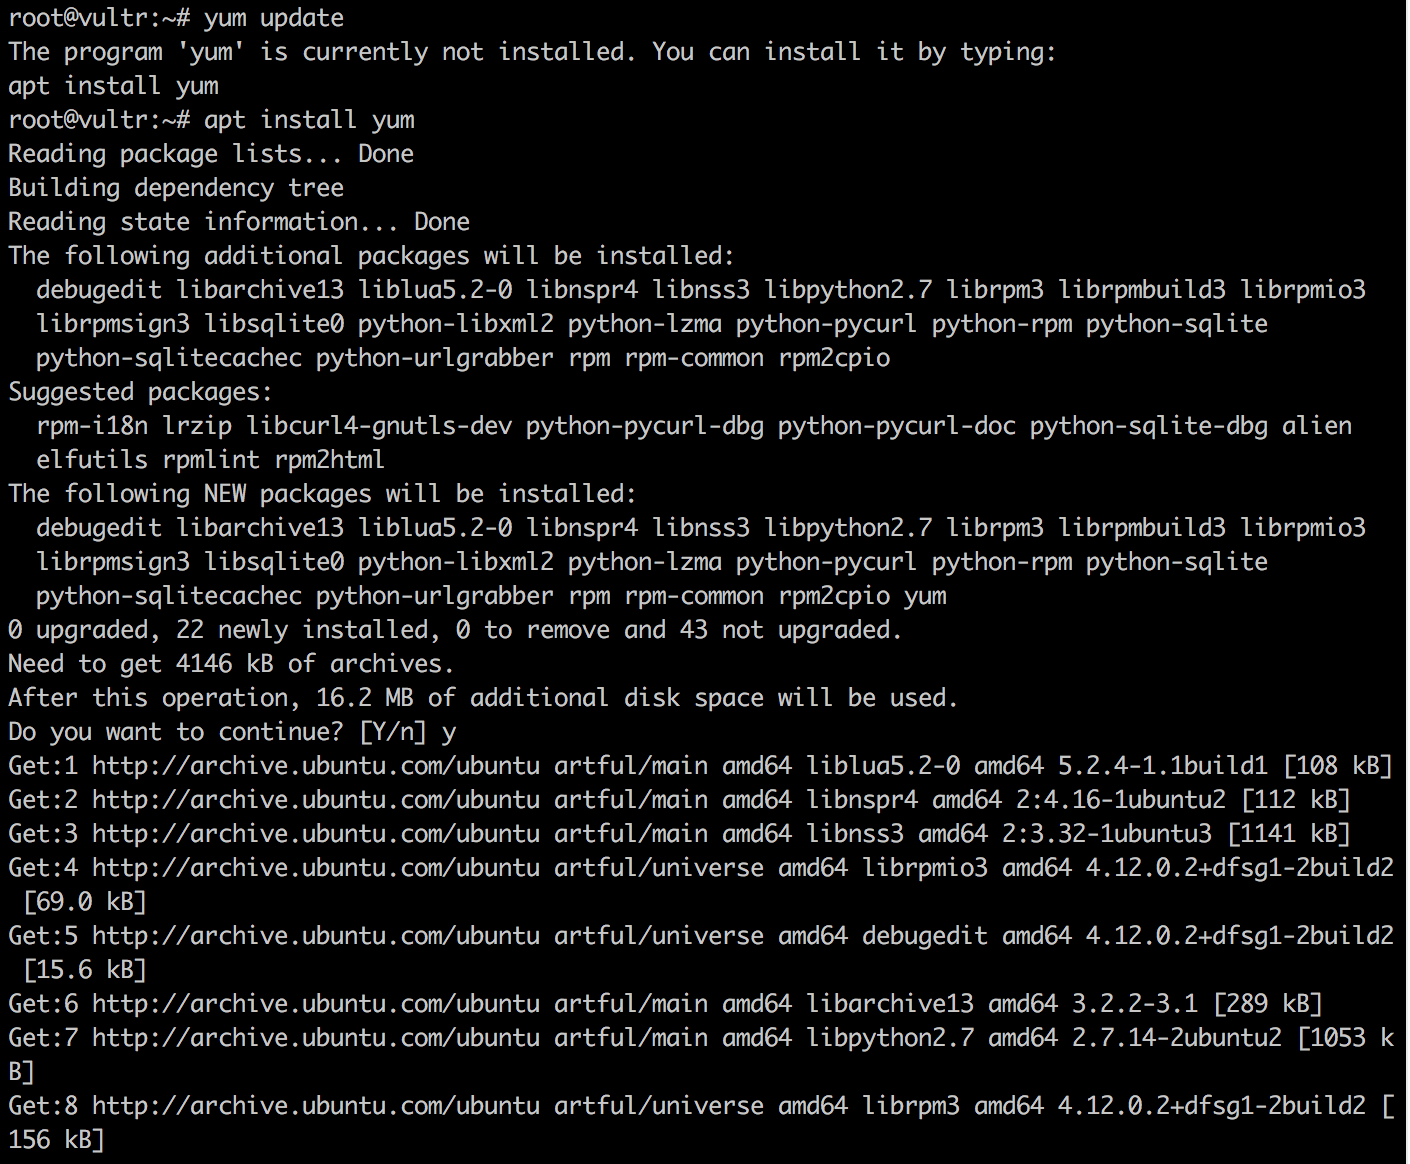 root@vultr:~# yum update
The program 'yum' is currently not installed. You can install it by typing:
apt install yum
root@vultr:~# apt install yum
Reading package lists... Done
Building dependency tree
Reading state information... Done
The following additional packages will be installed:
  debugedit libarchive13 liblua5.2-0 libnspr4 libnss3 libpython2.7 librpm3 librpmbuild3 librpmio3
  librpmsign3 libsqlite0 python-libxml2 python-lzma python-pycurl python-rpm python-sqlite
  python-sqlitecachec python-urlgrabber rpm rpm-common rpm2cpio
Suggested packages:
  rpm-i18n lrzip libcurl4-gnutls-dev python-pycurl-dbg python-pycurl-doc python-sqlite-dbg alien
  elfutils rpmlint rpm2html
The following NEW packages will be installed:
  debugedit libarchive13 liblua5.2-0 libnspr4 libnss3 libpython2.7 librpm3 librpmbuild3 librpmio3
  librpmsign3 libsqlite0 python-libxml2 python-lzma python-pycurl python-rpm python-sqlite
  python-sqlitecachec python-urlgrabber rpm rpm-common rpm2cpio yum
0 upgraded, 22 newly installed, 0 to remove and 43 not upgraded.
Need to get 4146 kB of archives.
After this operation, 16.2 MB of additional disk space will be used.
Do you want to continue? [Y/n] y
Get:1 http://archive.ubuntu.com/ubuntu artful/main amd64 liblua5.2-0 amd64 5.2.4-1.1build1 [108 kB]
Get:2 http://archive.ubuntu.com/ubuntu artful/main amd64 libnspr4 amd64 2:4.16-1ubuntu2 [112 kB]
Get:3 http://archive.ubuntu.com/ubuntu artful/main amd64 libnss3 amd64 2:3.32-1ubuntu3 [1141 kB]
Get:4 http://archive.ubuntu.com/ubuntu artful/universe amd64 librpmio3 amd64 4.12.0.2+dfsg1-2build2
 [69.0 kB]
Get:5 http://archive.ubuntu.com/ubuntu artful/universe amd64 debugedit amd64 4.12.0.2+dfsg1-2build2
 [15.6 kB]
Get:6 http://archive.ubuntu.com/ubuntu artful/main amd64 libarchive13 amd64 3.2.2-3.1 [289 kB]
Get:7 http://archive.ubuntu.com/ubuntu artful/main amd64 libpython2.7 amd64 2.7.14-2ubuntu2 [1053 k
B]
Get:8 http://archive.ubuntu.com/ubuntu artful/universe amd64 librpm3 amd64 4.12.0.2+dfsg1-2build2 [
156 kB]